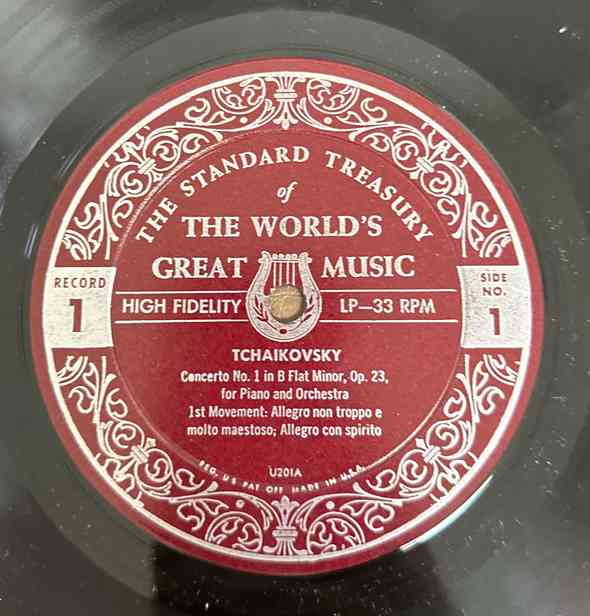 THE STANDARD TREASURY
of
THE WORLD'S
GREAT MUSIC
RECORD
1
HIGH FIDELITY LP–33 RPM
SIDE
NO.
1
TCHAIKOVSKY
Concerto No. 1 in B Flat Minor, Op. 23,
for Piano and Orchestra
1st Movement: Allegro non troppo e
molto maestoso; Allegro con spirito
U201A
REG. U S PAT OFF MADE IN U.S.A.